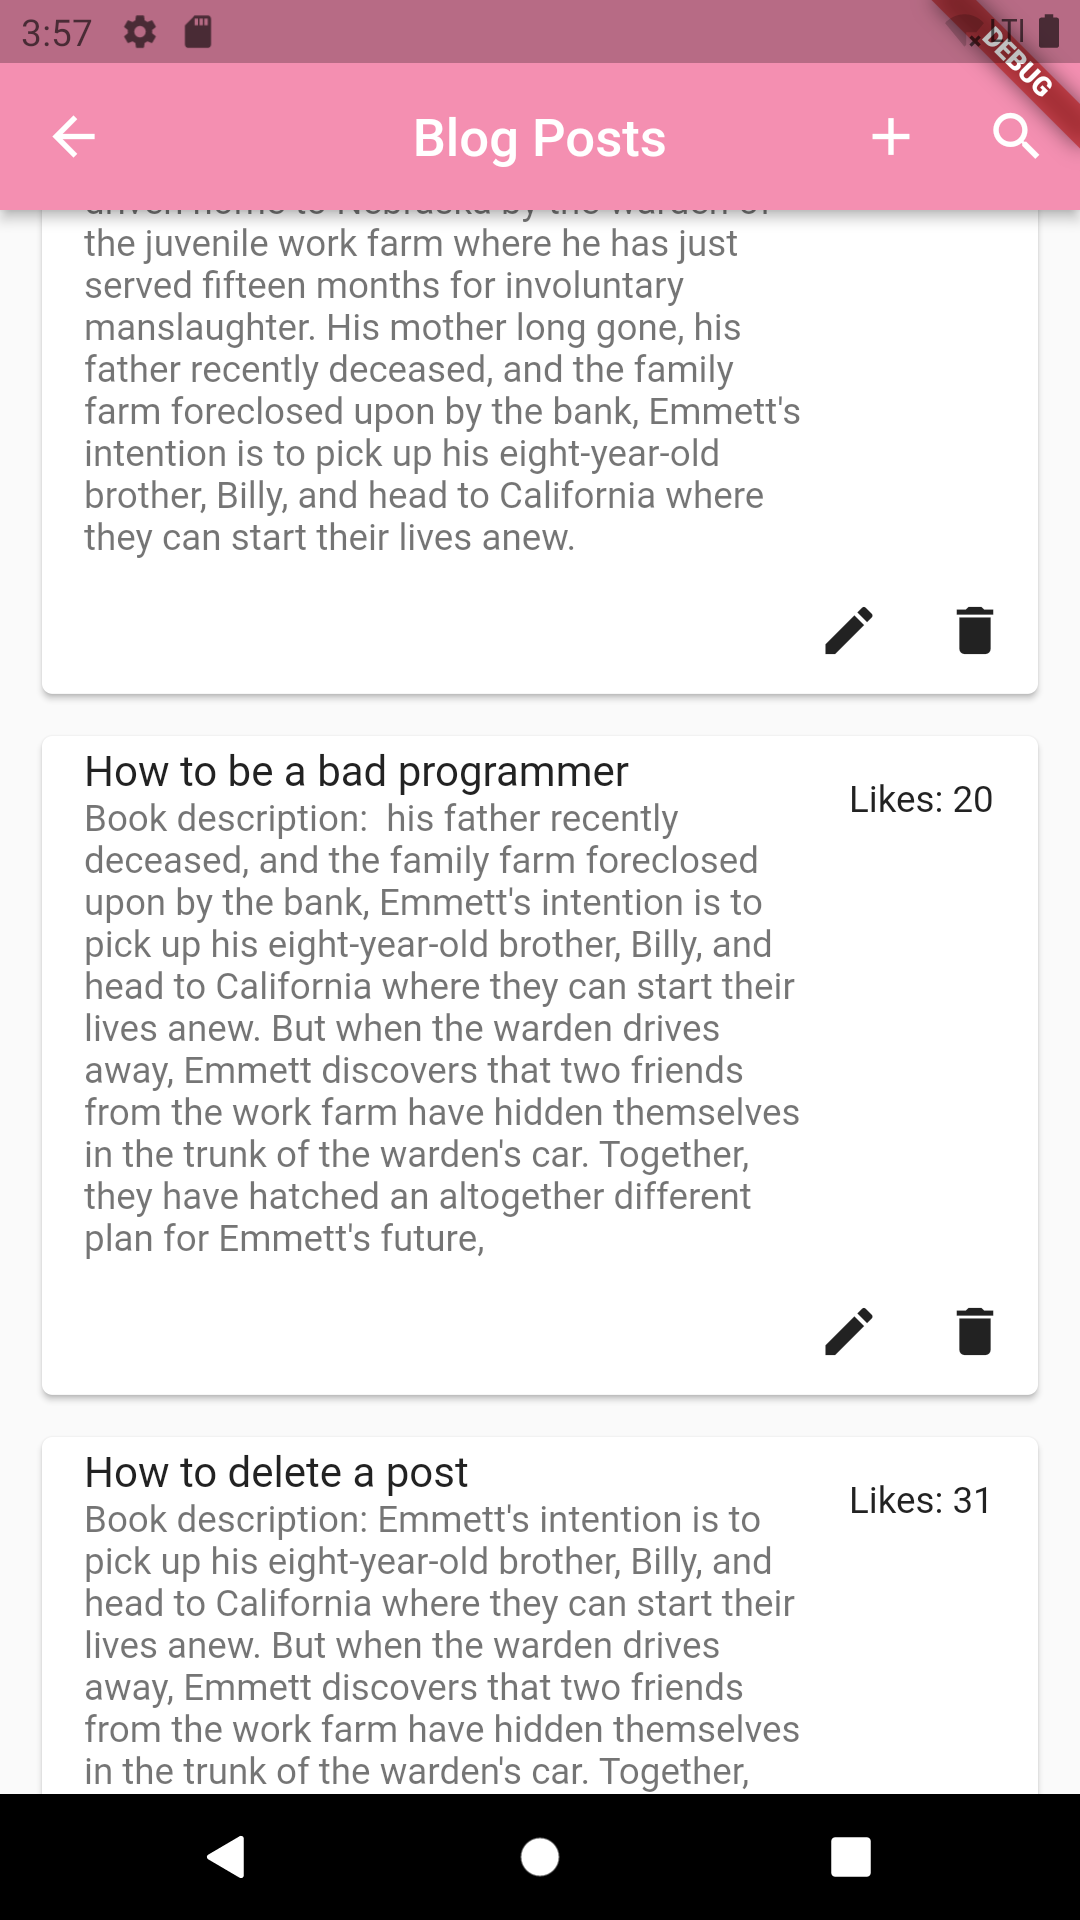 3:57
LTI
DEBUG
Blog Posts
driven home to Nebraska by the warden of
the juvenile work farm where he has just
served fifteen months for involuntary
manslaughter. His mother long gone, his
father recently deceased, and the family
farm foreclosed upon by the bank, Emmett's
intention is to pick up his eight-year-old
brother, Billy, and head to California where
they can start their lives anew.
How to be a bad programmer
Likes: 20
Book description:  his father recently
deceased, and the family farm foreclosed
upon by the bank, Emmett's intention is to
pick up his eight-year-old brother, Billy, and
head to California where they can start their
lives anew. But when the warden drives
away, Emmett discovers that two friends
from the work farm have hidden themselves
in the trunk of the warden's car. Together,
they have hatched an altogether different
plan for Emmett's future,
How to delete a post
Likes: 31
Book description: Emmett's intention is to
pick up his eight-year-old brother, Billy, and
head to California where they can start their
lives anew. But when the warden drives
away, Emmett discovers that two friends
from the work farm have hidden themselves
in the trunk of the warden's car. Together,